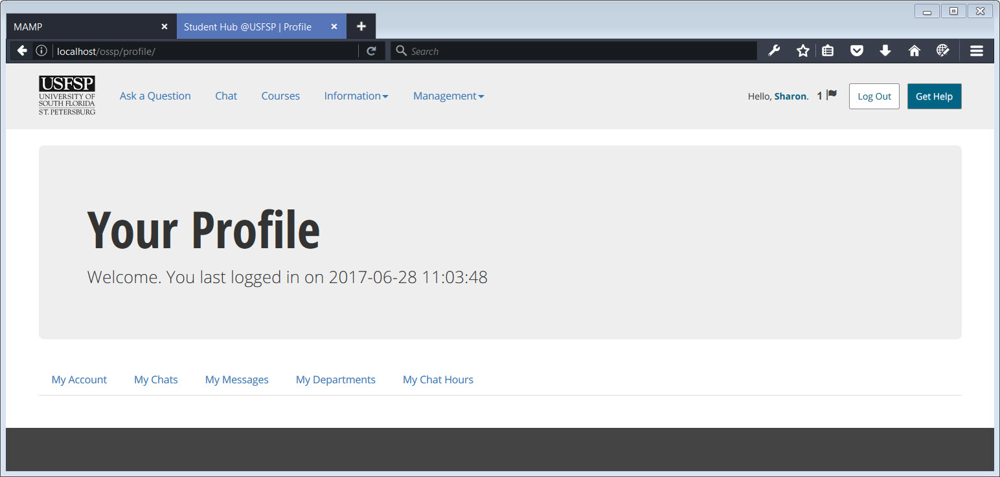 MAMP
Student Hub @USFSP | Profile
localhost/ossp/profile/
Search
USFSP
UNIVERSITY OF
SOUTH FLORIDA
ST. PETERSBURG
Ask a Question Chat Courses Information Management
Hello, Sharon. 1 Log Out Get Help
Your Profile
Welcome. You last logged in on 2017-06-28 11:03:48
My Account My Chats My Messages My Departments My Chat Hours